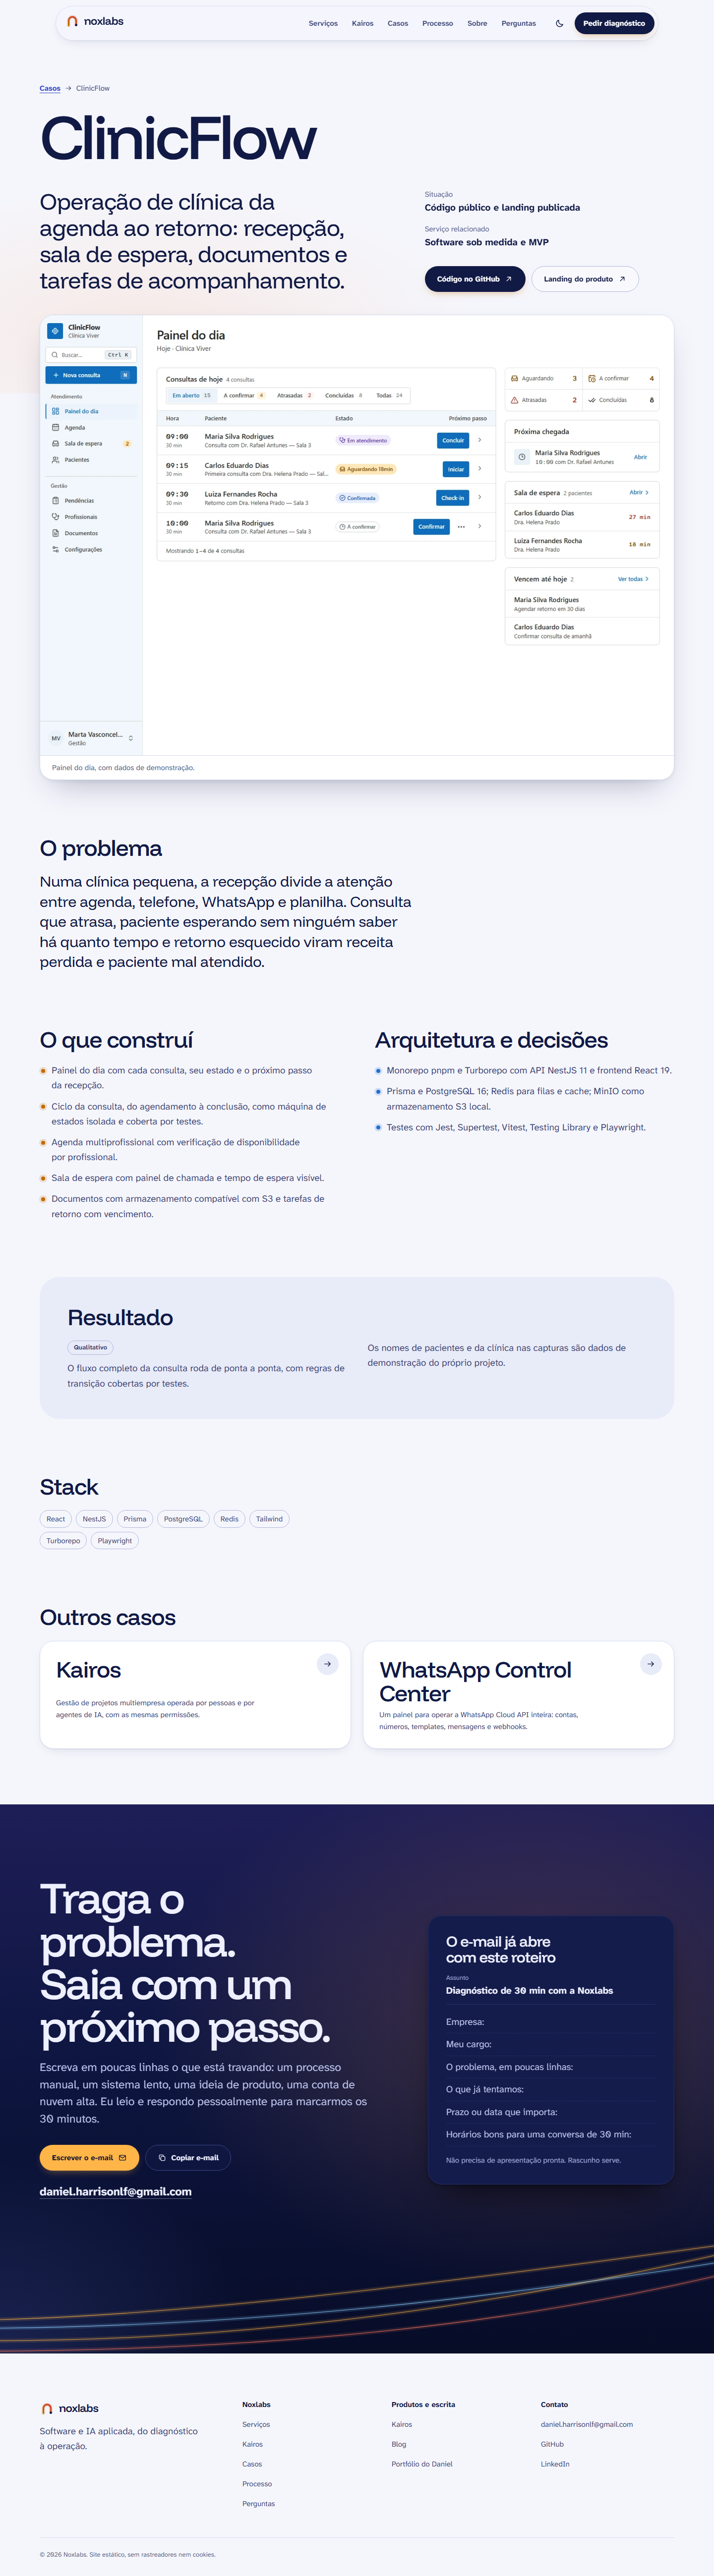 noxlabs
Serviços Kairos Casos Processo Sobre Perguntas Pedir diagnóstico
Casos → ClinicFlow
ClinicFlow
Operação de clínica da
agenda ao retorno: recepção,
sala de espera, documentos e
tarefas de acompanhamento.
Situação
Código público e landing publicada
Serviço relacionado
Software sob medida e MVP
Código no GitHub
Landing do produto
ClinicFlow
Clínica Viver
Buscar... Ctrl K
Nova consulta N
Atendimento
Painel do dia
Agenda
Sala de espera 2
Pacientes
Gestão
Pendências
Profissionais
Documentos
Configurações
MV
Marta Vasconcel...
Gestão
Painel do dia
Hoje · Clínica Viver
Consultas de hoje 4 consultas
Em aberto 15 A confirmar 4 Atrasadas 2 Concluídas 8 Todas 24
Hora Paciente Estado Próximo passo
09:00 Maria Silva Rodrigues Em atendimento Concluir
30 min Consulta com Dr. Rafael Antunes — Sala 3
09:15 Carlos Eduardo Dias Aguardando 18min Iniciar
30 min Primeira consulta com Dra. Helena Prado — Sal...
09:30 Luiza Fernandes Rocha Confirmada Check-in
30 min Retorno com Dra. Helena Prado — Sala 3
10:00 Maria Silva Rodrigues A confirmar Confirmar
30 min Consulta com Dr. Rafael Antunes — Sala 3
Mostrando 1–4 de 4 consultas
Aguardando 3 A confirmar 4
Atrasadas 2 Concluídas 8
Próxima chegada
Maria Silva Rodrigues
10:00 com Dr. Rafael Antunes
Abrir
Sala de espera 2 pacientes Abrir
Carlos Eduardo Dias
Dra. Helena Prado
27 min
Luiza Fernandes Rocha
Dra. Helena Prado
18 min
Vencem até hoje 2 Ver todas
Maria Silva Rodrigues
Agendar retorno em 30 dias
Carlos Eduardo Dias
Confirmar consulta de amanhã
Painel do dia, com dados de demonstração.
O problema
Numa clínica pequena, a recepção divide a atenção
entre agenda, telefone, WhatsApp e planilha. Consulta
que atrasa, paciente esperando sem ninguém saber
há quanto tempo e retorno esquecido viram receita
perdida e paciente mal atendido.
O que construí
Painel do dia com cada consulta, seu estado e o próximo passo
da recepção.
Ciclo da consulta, do agendamento à conclusão, como máquina de
estados isolada e coberta por testes.
Agenda multiprofissional com verificação de disponibilidade
por profissional.
Sala de espera com painel de chamada e tempo de espera visível.
Documentos com armazenamento compatível com S3 e tarefas de
retorno com vencimento.
Arquitetura e decisões
Monorepo pnpm e Turborepo com API NestJS 11 e frontend React 19.
Prisma e PostgreSQL 16; Redis para filas e cache; MinIO como
armazenamento S3 local.
Testes com Jest, Supertest, Vitest, Testing Library e Playwright.
Resultado
Qualitativo
O fluxo completo da consulta roda de ponta a ponta, com regras de
transição cobertas por testes.
Os nomes de pacientes e da clínica nas capturas são dados de
demonstração do próprio projeto.
Stack
React NestJS Prisma PostgreSQL Redis Tailwind
Turborepo Playwright
Outros casos
Kairos
Gestão de projetos multiempresa operada por pessoas e por
agentes de IA, com as mesmas permissões.
WhatsApp Control
Center
Um painel para operar a WhatsApp Cloud API inteira: contas,
números, templates, mensagens e webhooks.
Traga o
problema.
Saia com um
próximo passo.
Escreva em poucas linhas o que está travando: um processo
manual, um sistema lento, uma ideia de produto, uma conta de
nuvem alta. Eu leio e respondo pessoalmente para marcarmos os
30 minutos.
Escrever o e-mail
Copiar e-mail
daniel.harrisonlf@gmail.com
O e-mail já abre
com este roteiro
Assunto
Diagnóstico de 30 min com a Noxlabs
Empresa:
Meu cargo:
O problema, em poucas linhas:
O que já tentamos:
Prazo ou data que importa:
Horários bons para uma conversa de 30 min:
Não precisa de apresentação pronta. Rascunho serve.
noxlabs
Software e IA aplicada, do diagnóstico
à operação.
Noxlabs
Serviços
Kairos
Casos
Processo
Perguntas
Produtos e escrita
Kairos
Blog
Portfólio do Daniel
Contato
daniel.harrisonlf@gmail.com
GitHub
LinkedIn
© 2026 Noxlabs. Site estático, sem rastreadores nem cookies.